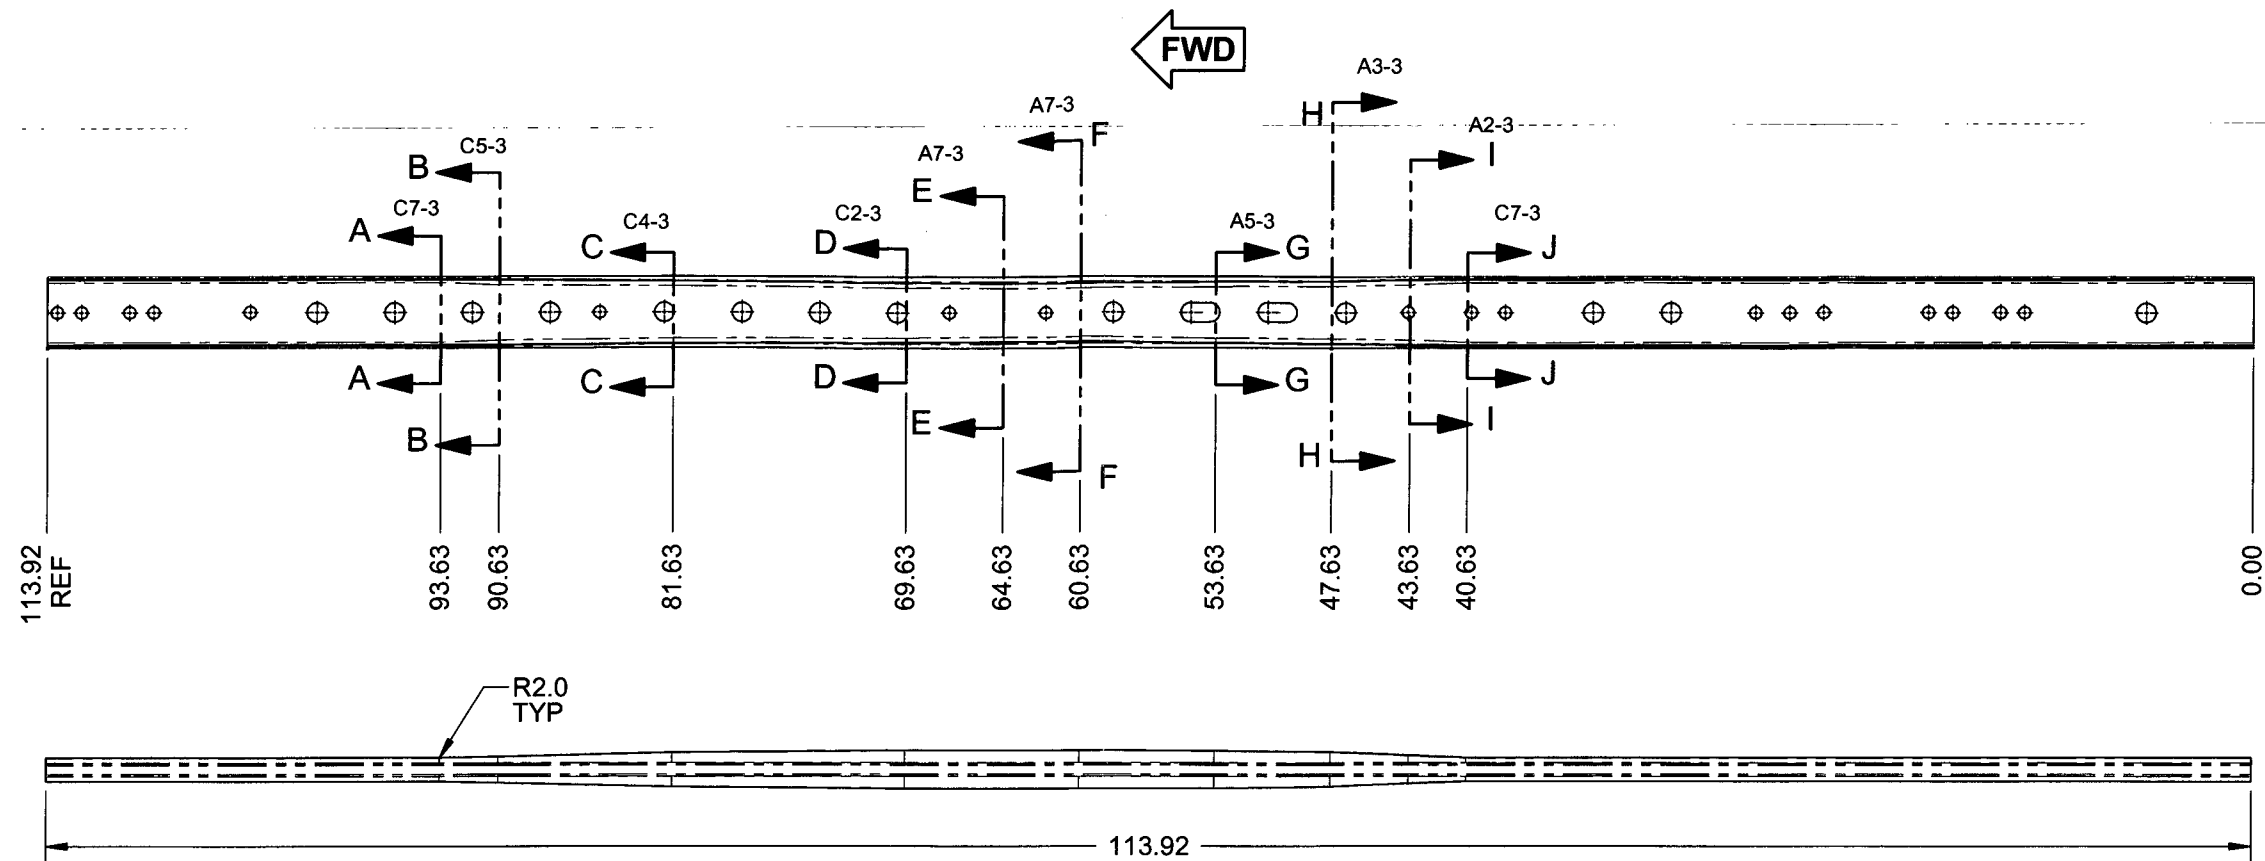 FWD
A3-3
H
A7-3
F
A2-3
I
C5-3
B
A7-3
E
C7-3
A
C4-3
C
C2-3
D
A5-3
G
C7-3
J
A
C
D
G
J
B
E
F
H
I
113.92
REF
93.63
90.63
81.63
69.63
64.63
60.63
53.63
47.63
43.63
40.63
0.00
R2.0
TYP
113.92